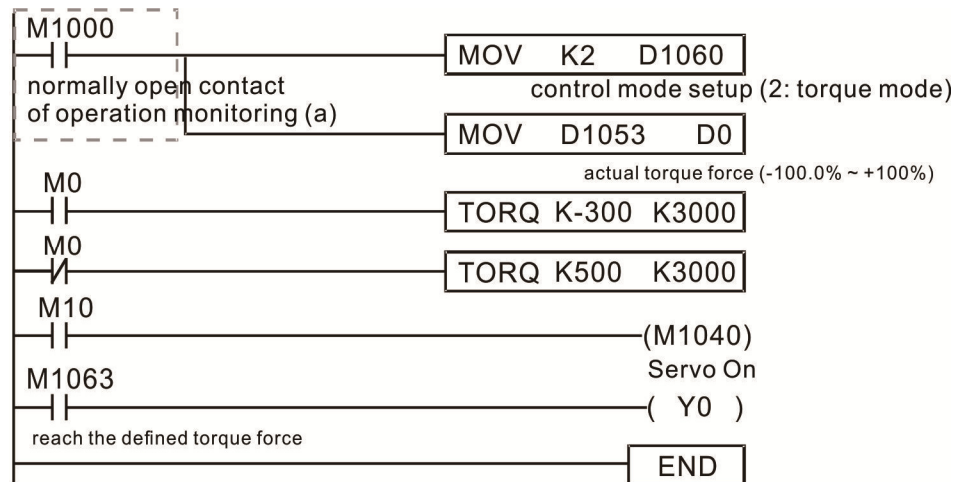 M1000
MOV K2 D1060
normally open contact
control mode setup (2: torque mode)
of operation monitoring (a)
MOV D1053 D0
actual torque force (-100.0% ~ +100%)
M0
TORQ K-300 K3000
M0
TORQ K500 K3000
M10
(M1040)
Servo On
M1063
( Y0 )
reach the defined torque force
END